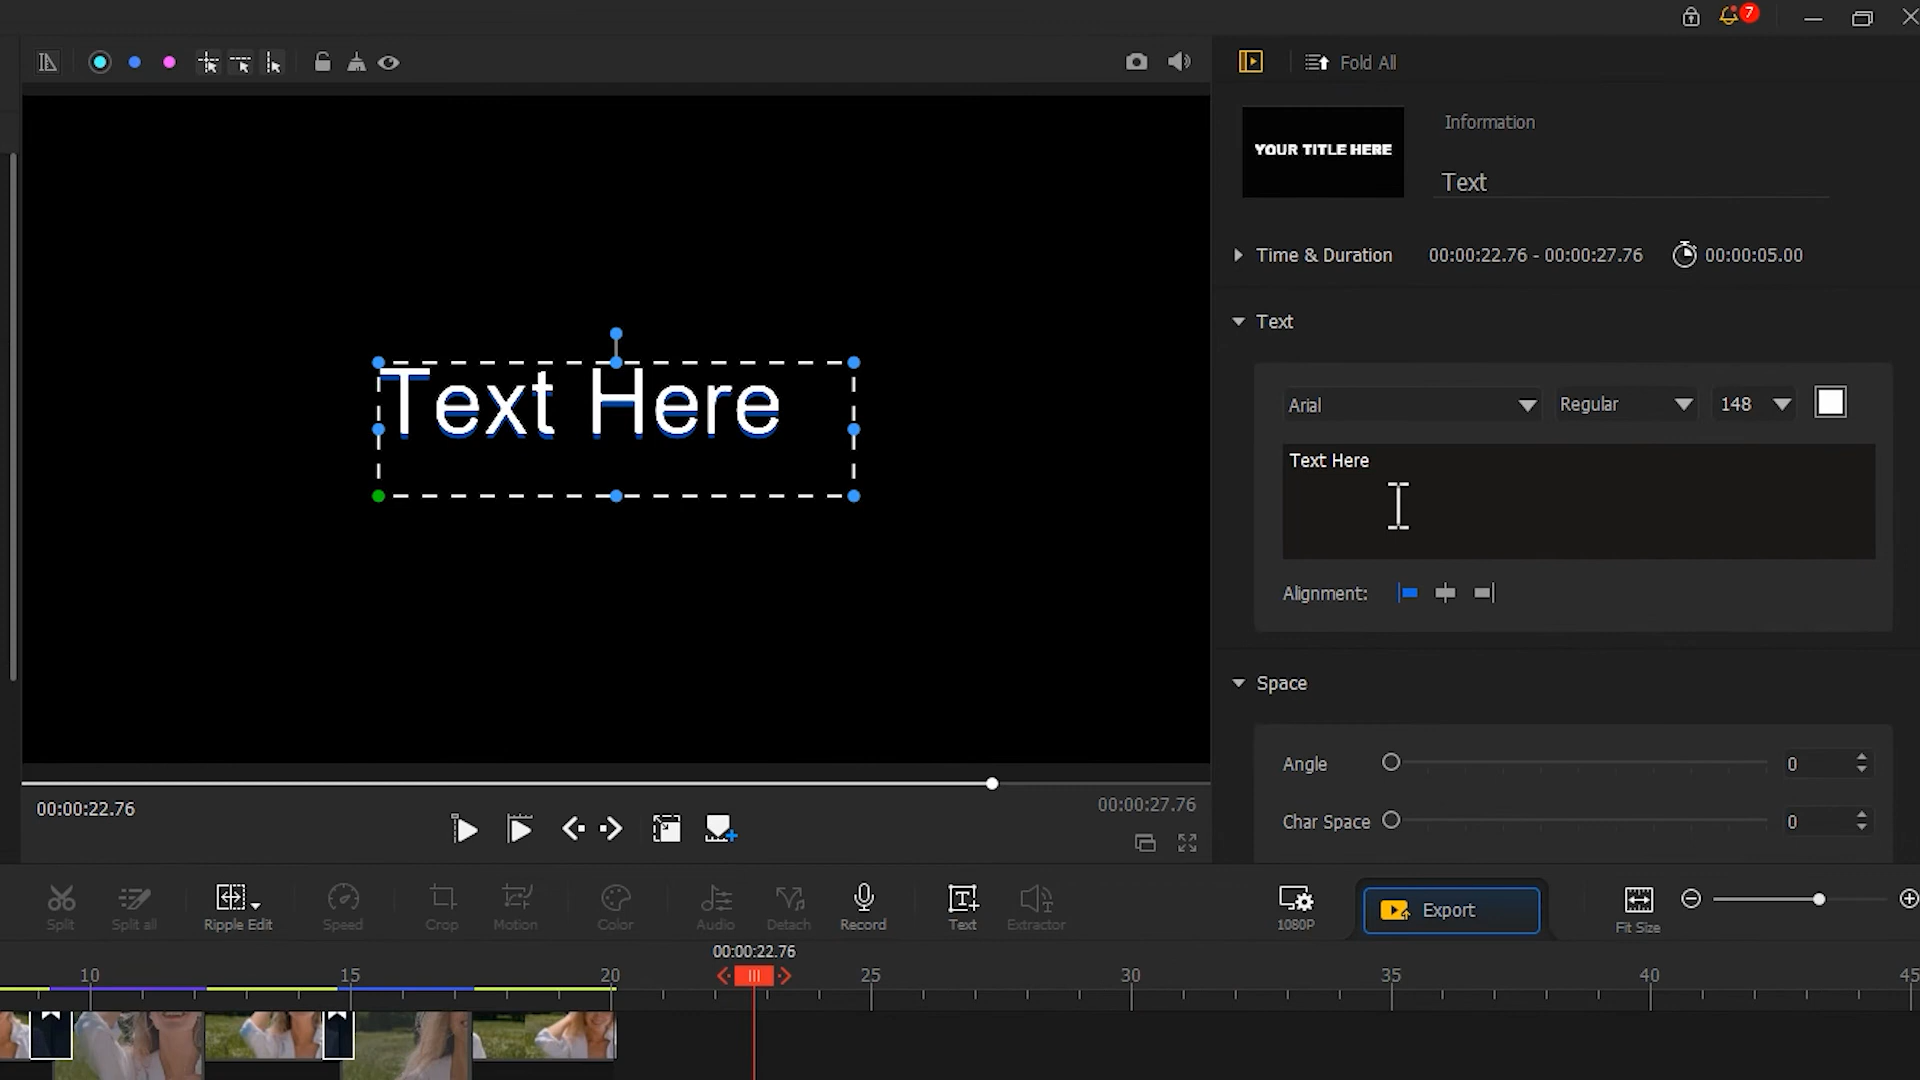 7
Fold All
YOUR TITLE HERE
Information
Text
Time & Duration 00:00:22.76 - 00:00:27.76 00:00:05.00
Text
Text Here
Arial Regular 148
Text Here
Alignment:
Space
Angle 0
Char Space 0
00:00:22.76
00:00:27.76
Split
Split all
Ripple Edit
Speed
Crop
Motion
Color
Audio
Detach
Record
Text
Extractor
1080P
Export
Fit Size
00:00:22.76
10 15 20 25 30 35 40 45